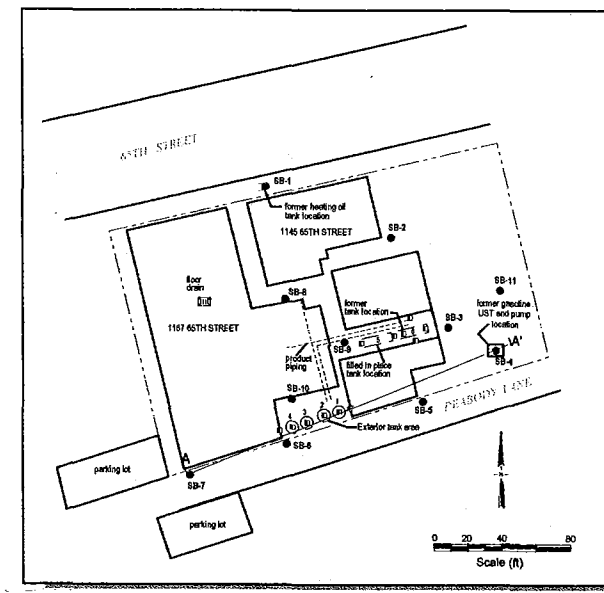 65TH STREET
SB-1
former heating oil
tank location
1145 65TH STREET
SB-2
floor
drain
SB-8
SB-11
former gasoline
UST and pump
location
1167 65TH STREET
former
tank location
SB-3
A'
SB-4
product
piping
SB-9
filled in place
tank location
SB-10
SB-5
PEABODY LANE
4
3
2
1
Exterior tank area
SB-6
A
SB-7
parking lot
parking lot
0 20 40 60 80
Scale (ft)